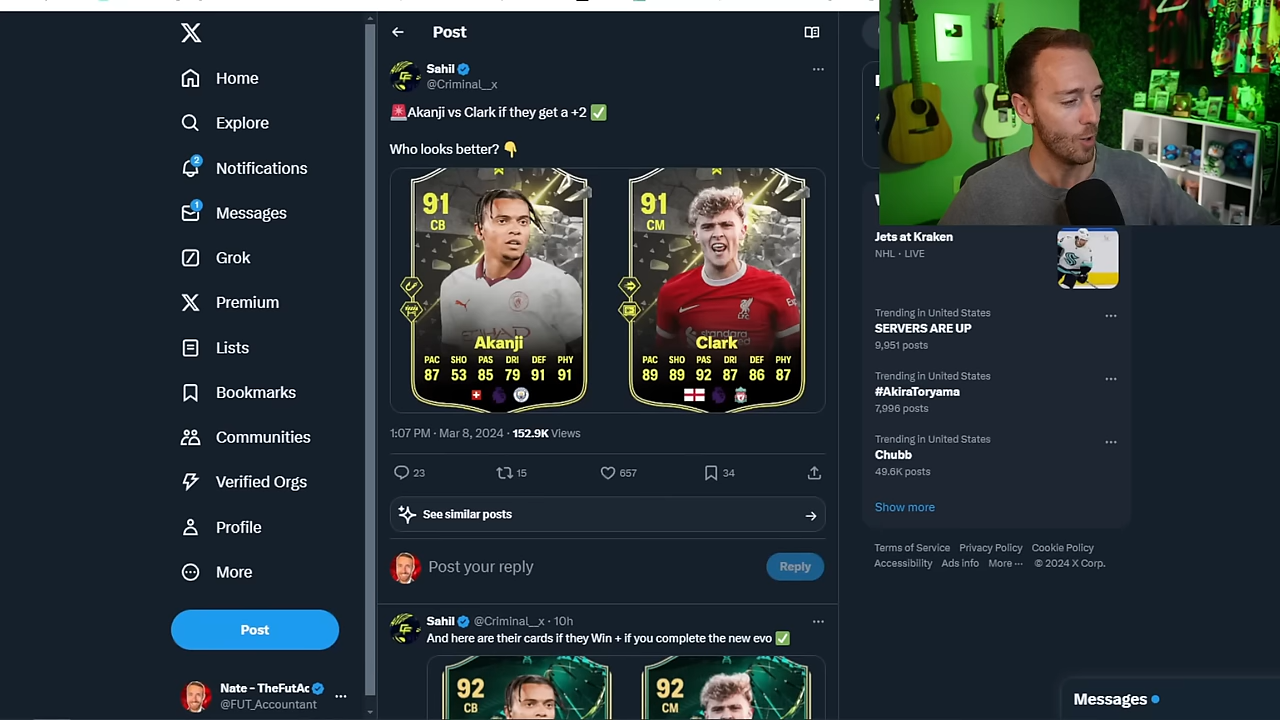 Home
Explore
2
Notifications
1
Messages
Grok
Premium
Lists
Bookmarks
Communities
Verified Orgs
Profile
More
Post
Nate - TheFutAc
@FUT_Accountant
Post
Sahil
@Criminal__x
🚨Akanji vs Clark if they get a +2 ✅
Who looks better? 👇
91
CB
Akanji
PAC SHO PAS DRI DEF PHY
87 53 85 79 91 91
91
CM
Clark
PAC SHO PAS DRI DEF PHY
89 89 92 87 86 87
1:07 PM · Mar 8, 2024 · 152.9K Views
23
15
657
34
See similar posts
Post your reply
Reply
Sahil @Criminal__x · 10h
And here are their cards if they Win + if you complete the new evo ✅
92
CB
92
CM
Jets at Kraken
NHL · LIVE
Trending in United States
SERVERS ARE UP
9,951 posts
Trending in United States
#AkiraToryama
7,996 posts
Trending in United States
Chubb
49.6K posts
Show more
Terms of Service Privacy Policy Cookie Policy
Accessibility Ads info More ··· © 2024 X Corp.
Messages